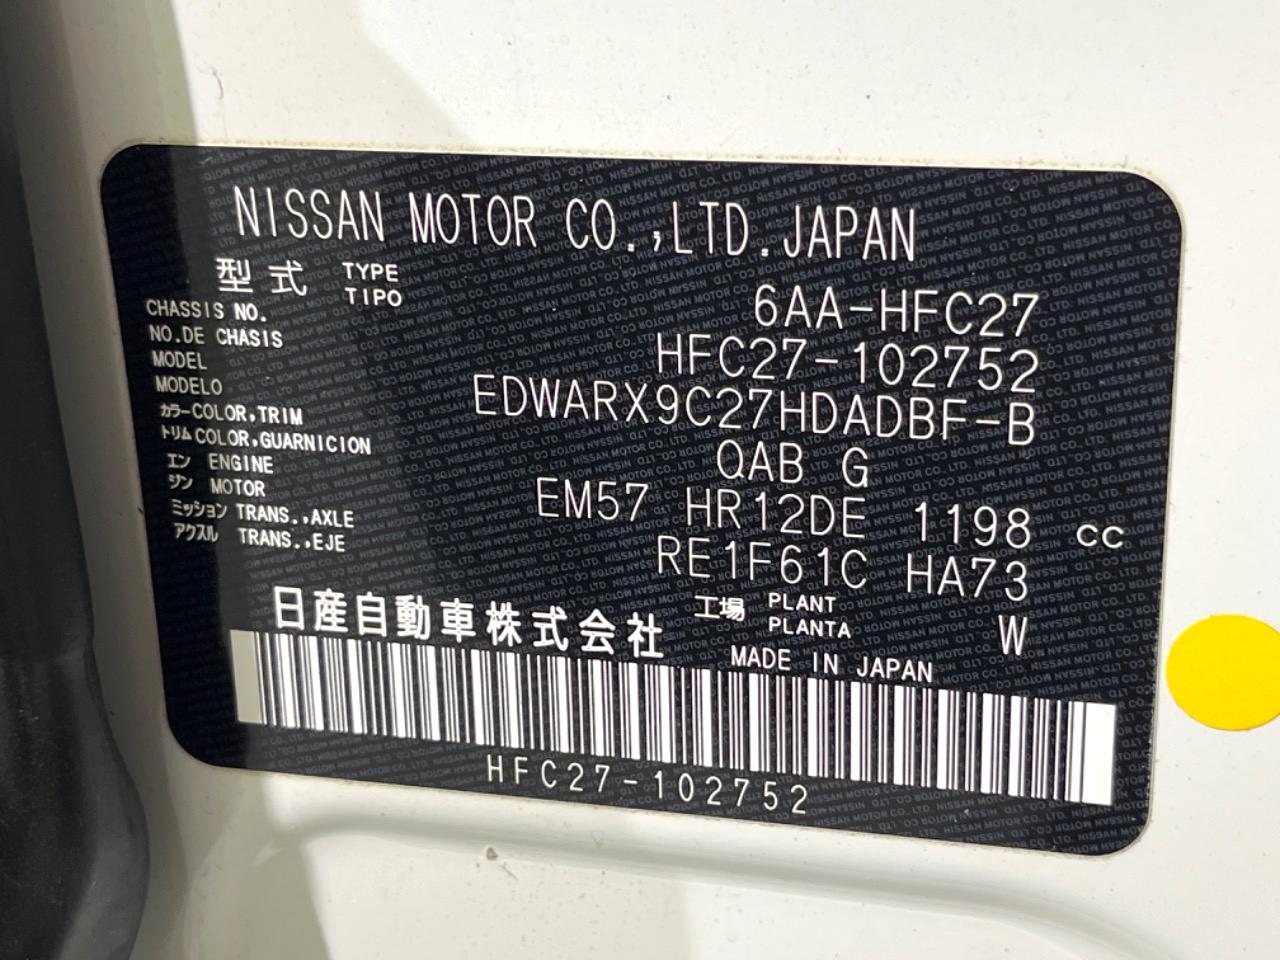 NISSAN MOTOR CO.,LTD.JAPAN
型式 TYPE 6AA-HFC27
TIPO
CHASSIS NO. HFC27-102752
NO.DE CHASIS
MODEL EDWARX9C27HDADBF-B
MODELO
カラー COLOR,TRIM QAB G
トリム COLOR,GUARNICION
エン ENGINE EM57 HR12DE 1198 cc
ジン MOTOR
ミッション TRANS.,AXLE RE1F61C HA73
アクスル TRANS.,EJE
日産自動車株式会社 工場 PLANT W
PLANTA
MADE IN JAPAN
HFC27-102752